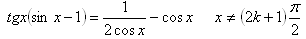 tgx(sin x−1) = 1/(2cos x) − cos x   x ≠ (2k+1)π/2